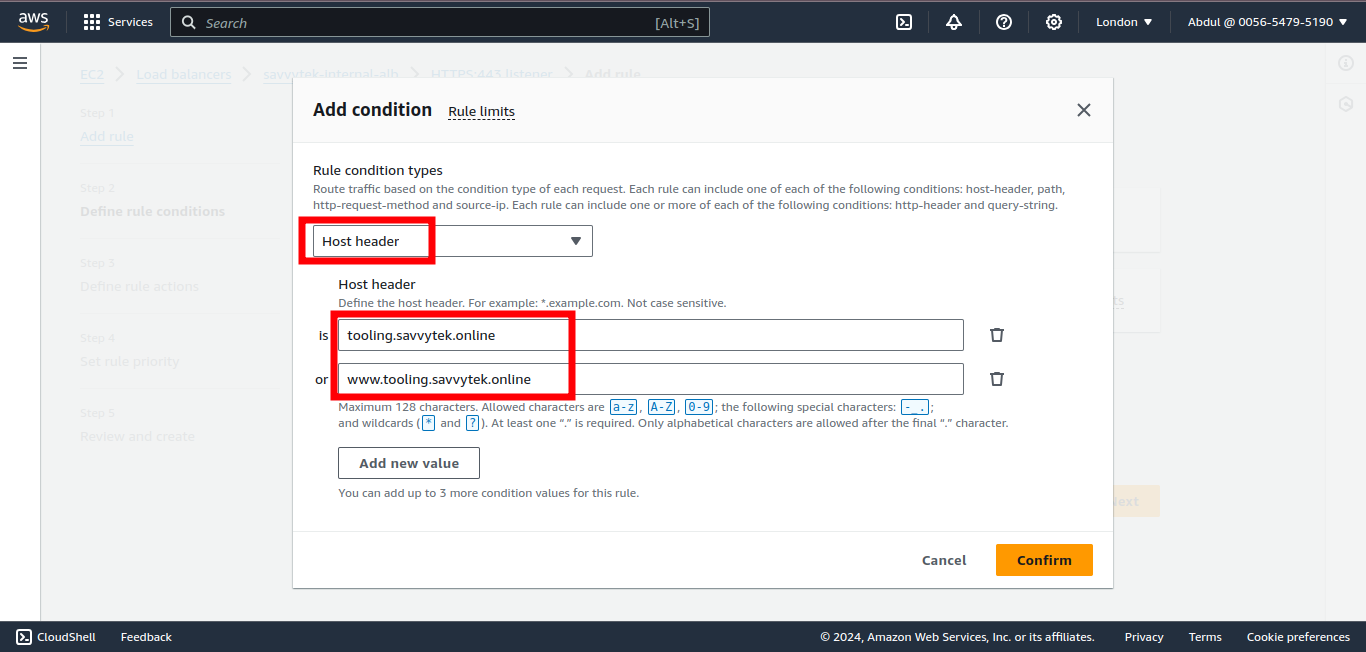 aws
Services
Search
[Alt+S]
London
Abdul @ 0056-5479-5190
EC2
Load balancers
savvytek-internal-alb
HTTPS:443 listener
Add rule
Step 1
Add rule
Step 2
Define rule conditions
Step 3
Define rule actions
Step 4
Set rule priority
Step 5
Review and create
Add condition
Rule limits
Rule condition types
Route traffic based on the condition type of each request. Each rule can include one of each of the following conditions: host-header, path,
http-request-method and source-ip. Each rule can include one or more of each of the following conditions: http-header and query-string.
Host header
Host header
Define the host header. For example: *.example.com. Not case sensitive.
is
tooling.savvytek.online
or
www.tooling.savvytek.online
Maximum 128 characters. Allowed characters are a-z, A-Z, 0-9; the following special characters: -_.;
and wildcards (* and ?). At least one “.” is required. Only alphabetical characters are allowed after the final “.” character.
Add new value
You can add up to 3 more condition values for this rule.
Next
Cancel
Confirm
CloudShell
Feedback
© 2024, Amazon Web Services, Inc. or its affiliates.
Privacy
Terms
Cookie preferences